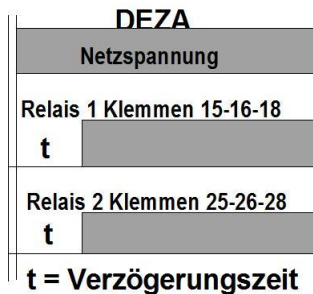 DEZA
Netzspannung
Relais 1 Klemmen 15-16-18
t
Relais 2 Klemmen 25-26-28
t
t = Verzögerungszeit